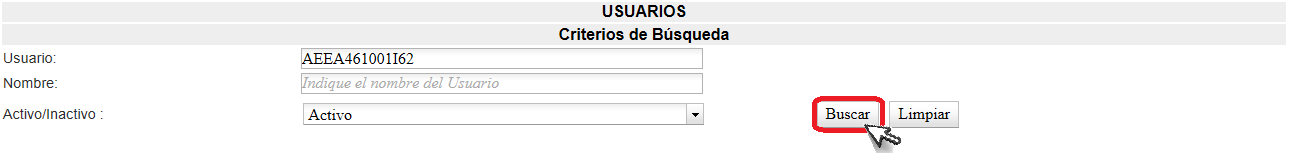 USUARIOS
Criterios de Búsqueda
Usuario: AEEA461001I62
Nombre: Indique el nombre del Usuario
Activo/Inactivo : Activo Buscar Limpiar